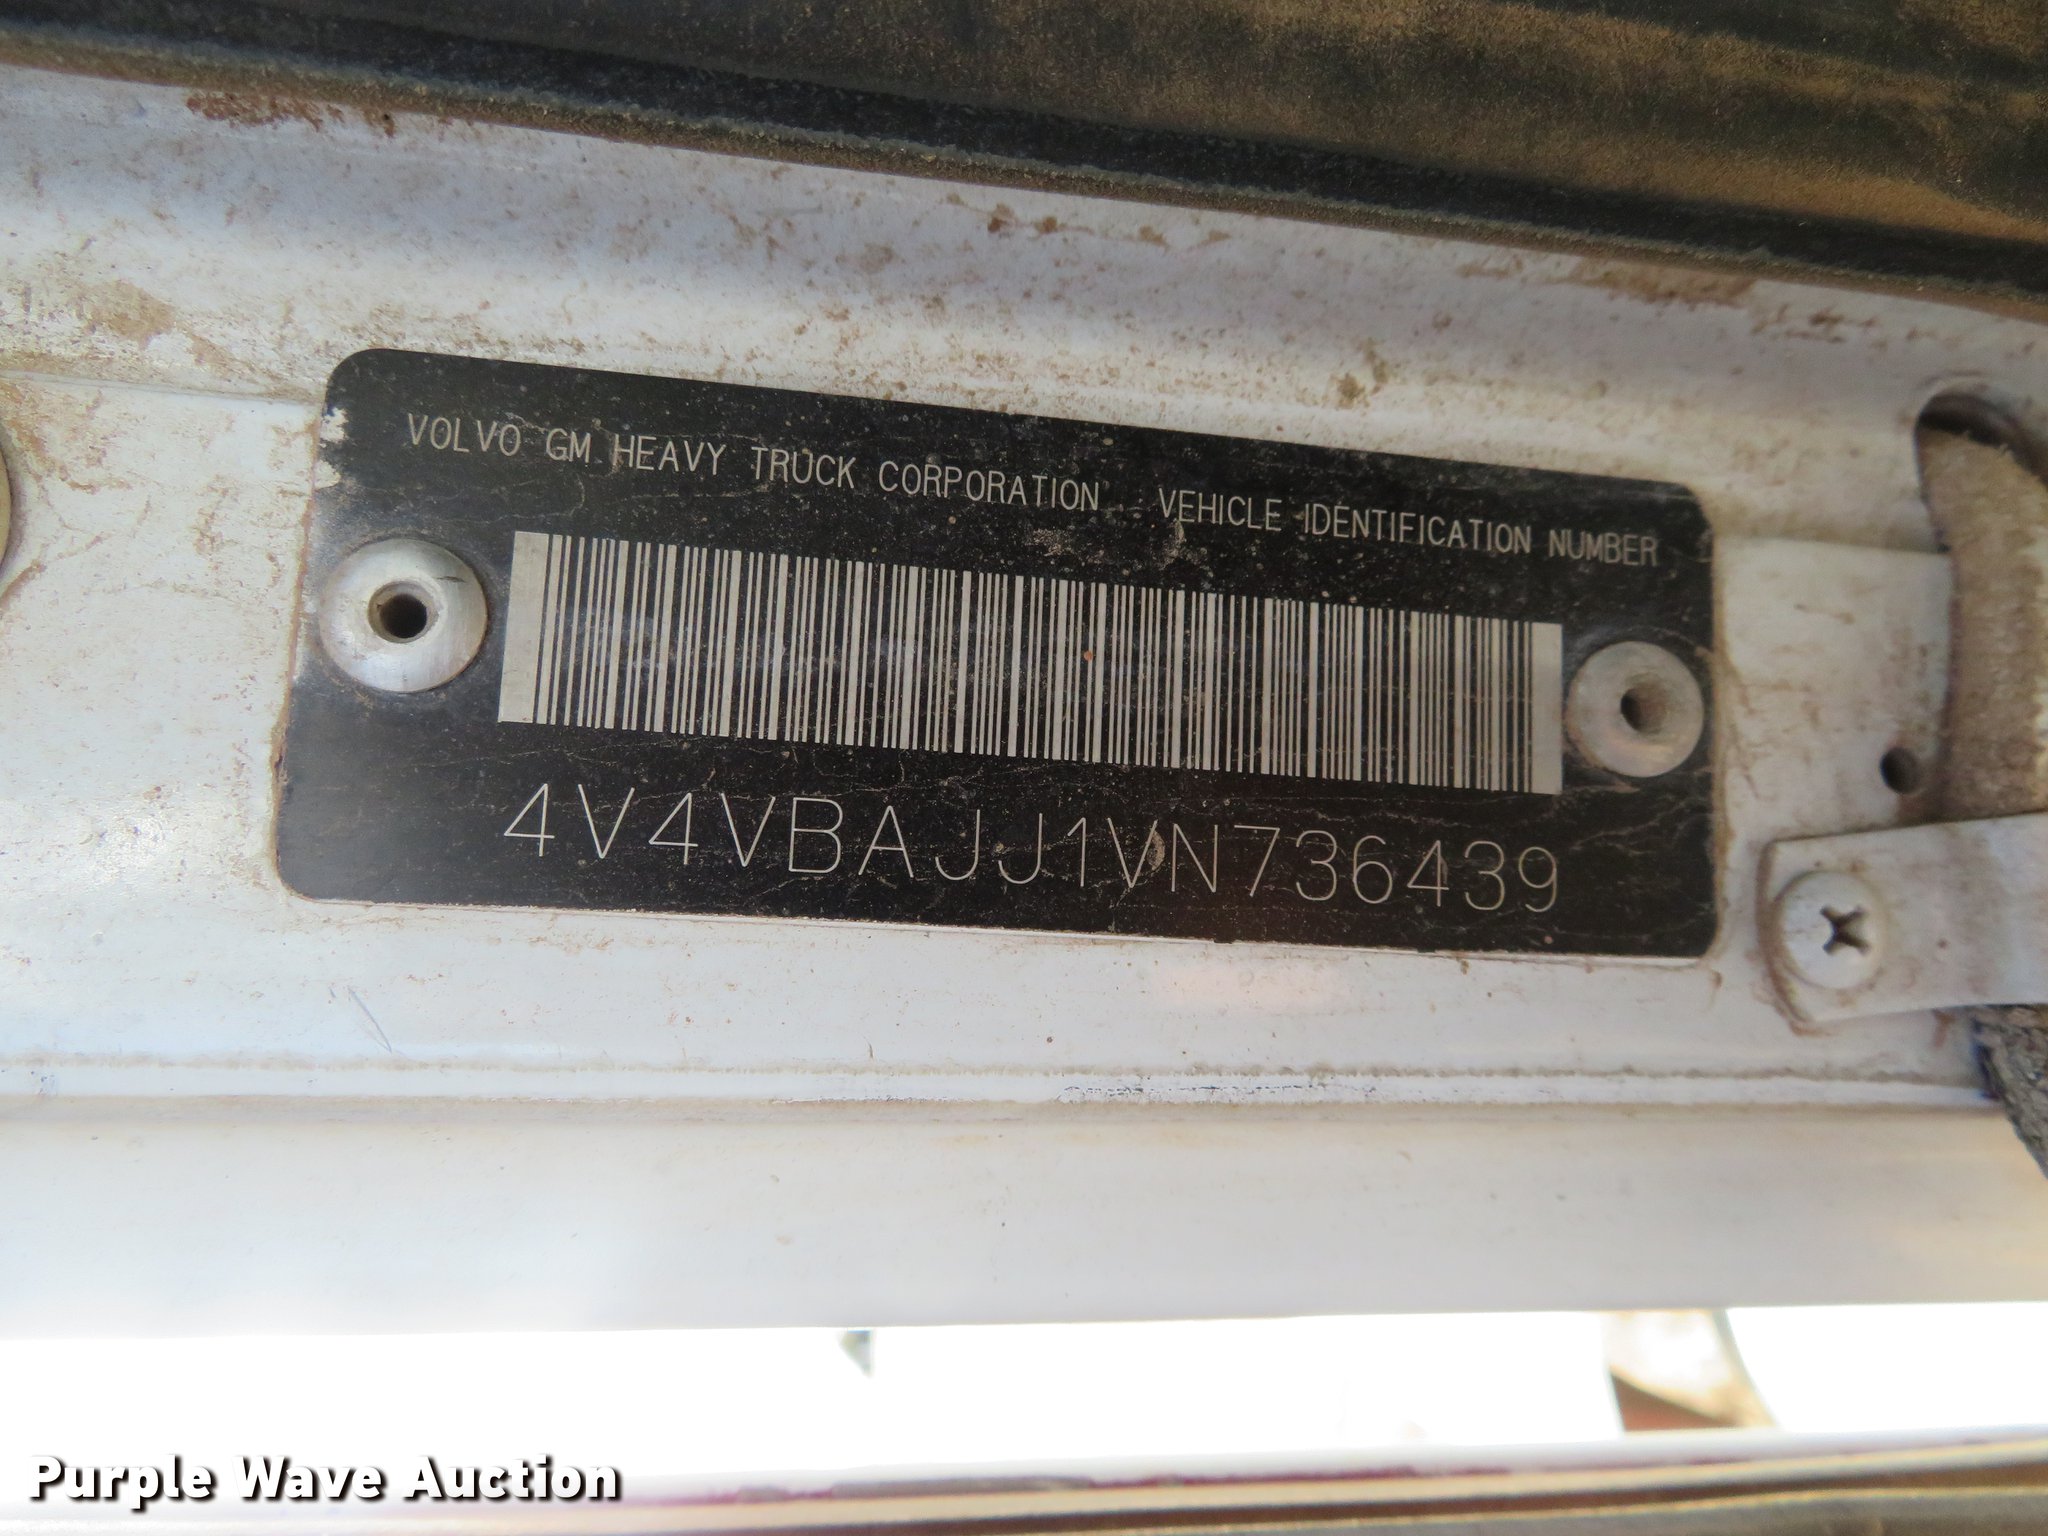 VOLVO GM HEAVY TRUCK CORPORATION VEHICLE IDENTIFICATION NUMBER
4V4VBAJJ1VN736439
Purple Wave Auction